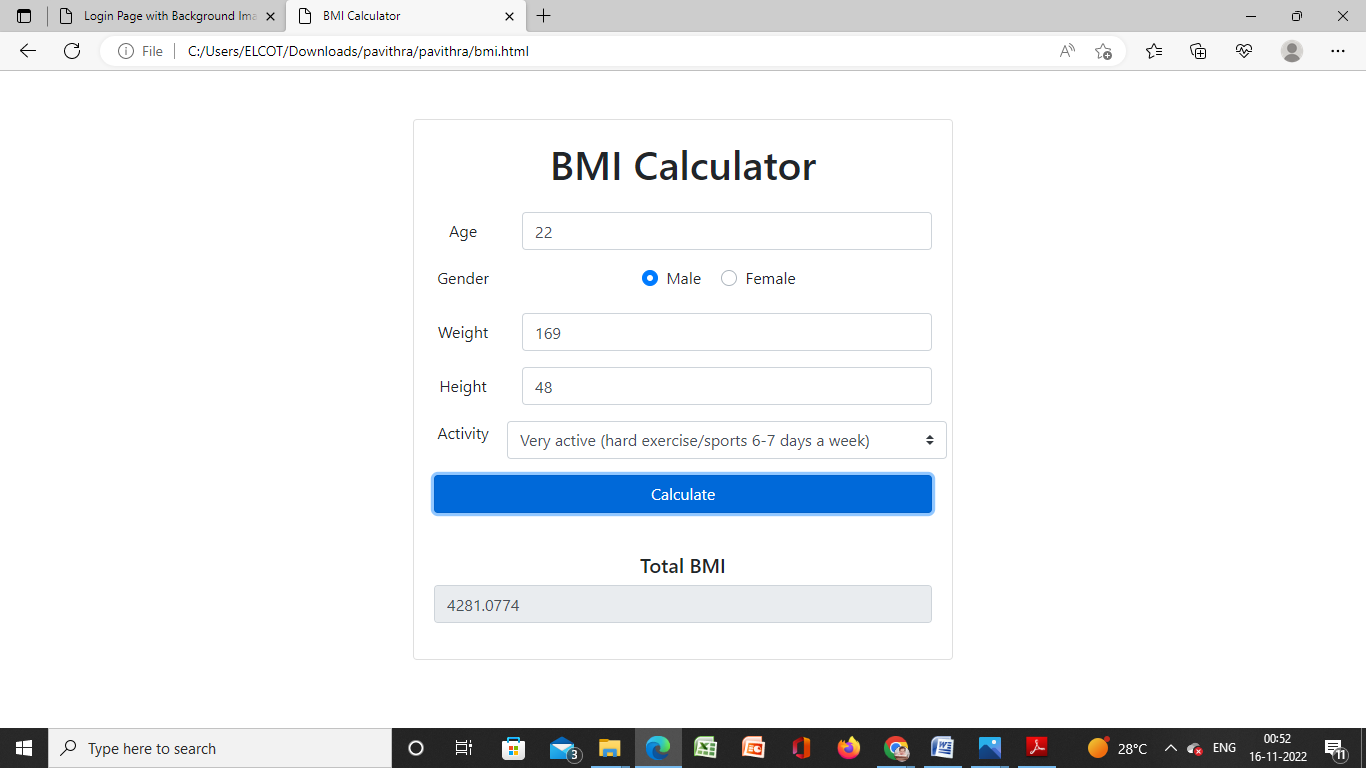 Login Page with Background Ima
BMI Calculator
File
C:/Users/ELCOT/Downloads/pavithra/pavithra/bmi.html
BMI Calculator
Age 22
Gender Male Female
Weight 169
Height 48
Activity Very active (hard exercise/sports 6-7 days a week)
Calculate
Total BMI
4281.0774
Type here to search
3
28°C
ENG
00:52
16-11-2022
11